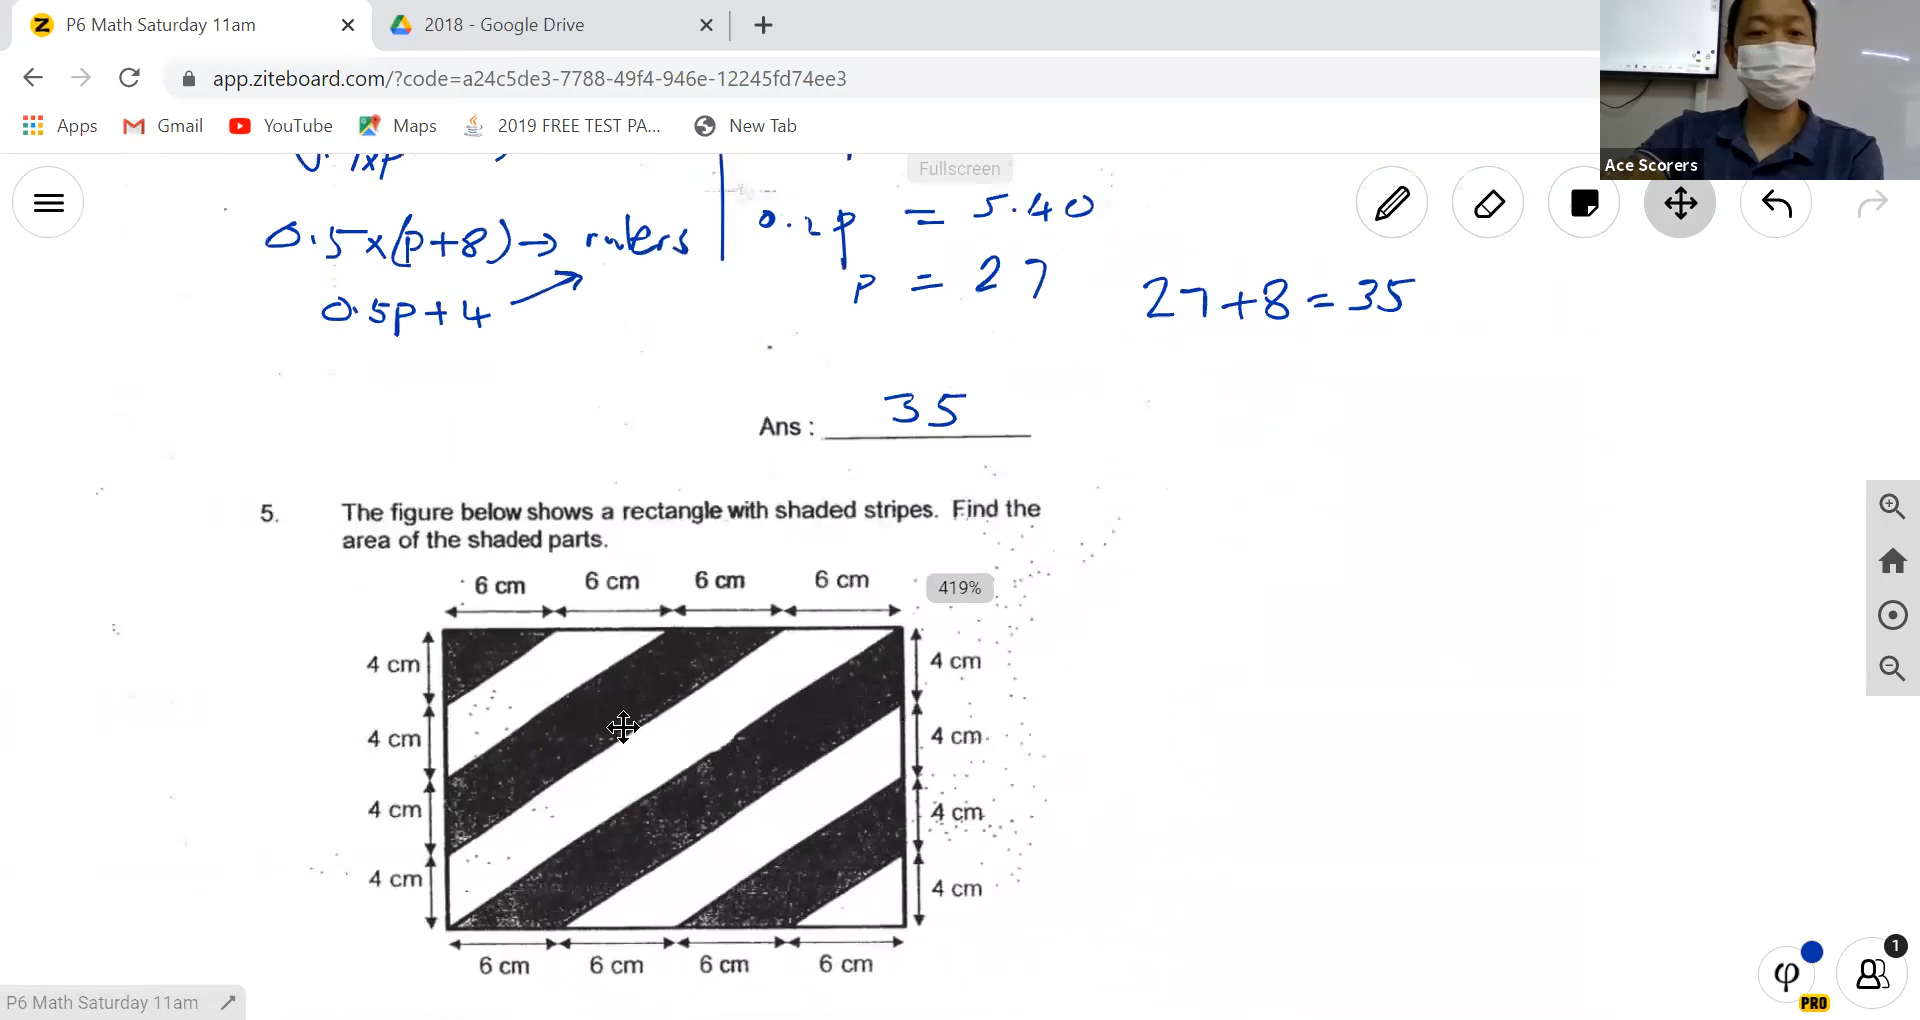 P6 Math Saturday 11am
2018 - Google Drive
app.ziteboard.com/?code=a24c5de3-7788-49f4-946e-12245fd74ee3
Apps Gmail YouTube Maps 2019 FREE TEST PA... New Tab
Ace Scorers
Fullscreen
0.5x(p+8)→ rulers
0.5p+4
0.2p = 5.40
p = 27
27+8=35
Ans : 35
5. The figure below shows a rectangle with shaded stripes. Find the
area of the shaded parts.
6 cm 6 cm 6 cm 6 cm
419%
4 cm 4 cm
4 cm 4 cm
4 cm 4 cm
4 cm 4 cm
6 cm 6 cm 6 cm 6 cm
P6 Math Saturday 11am
φ PRO
1